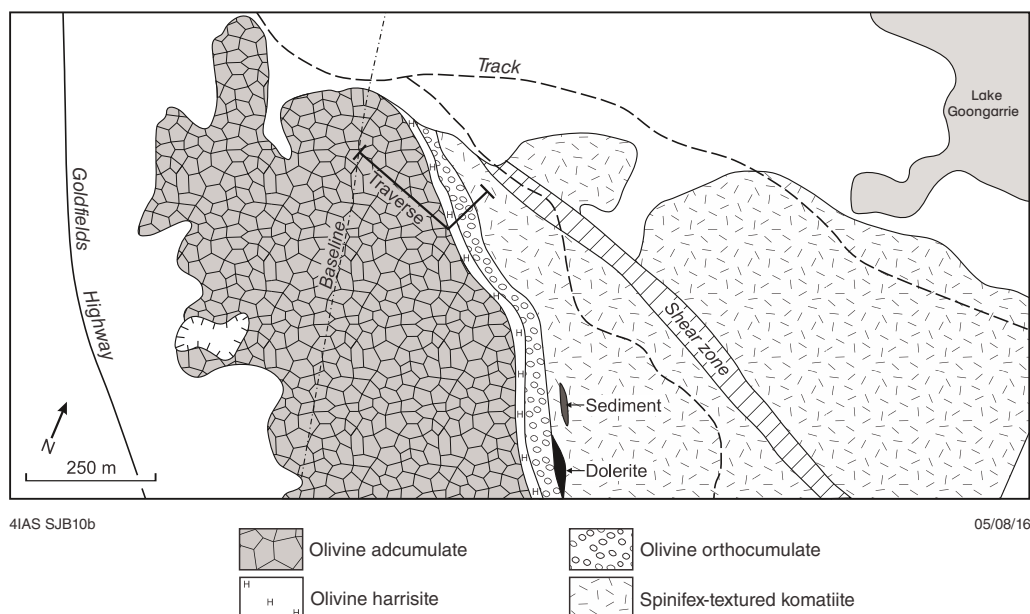 Track
Lake
Goongarrie
Goldfields
Highway
Traverse
Baseline
Shear zone
Sediment
Dolerite
N
250 m
H
H
H
H
H
H
H
H
H
H
H
4IAS SJB10b
05/08/16
Olivine adcumulate
Olivine orthocumulate
H
H
H
Olivine harrisite
Spinifex-textured komatiite